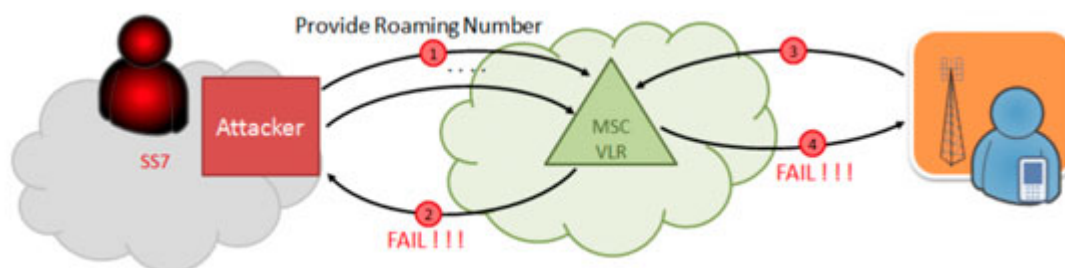 Provide Roaming Number
1
3
. . . .
Attacker
MSC
VLR
SS7
4
FAIL ! ! !
2
FAIL ! ! !